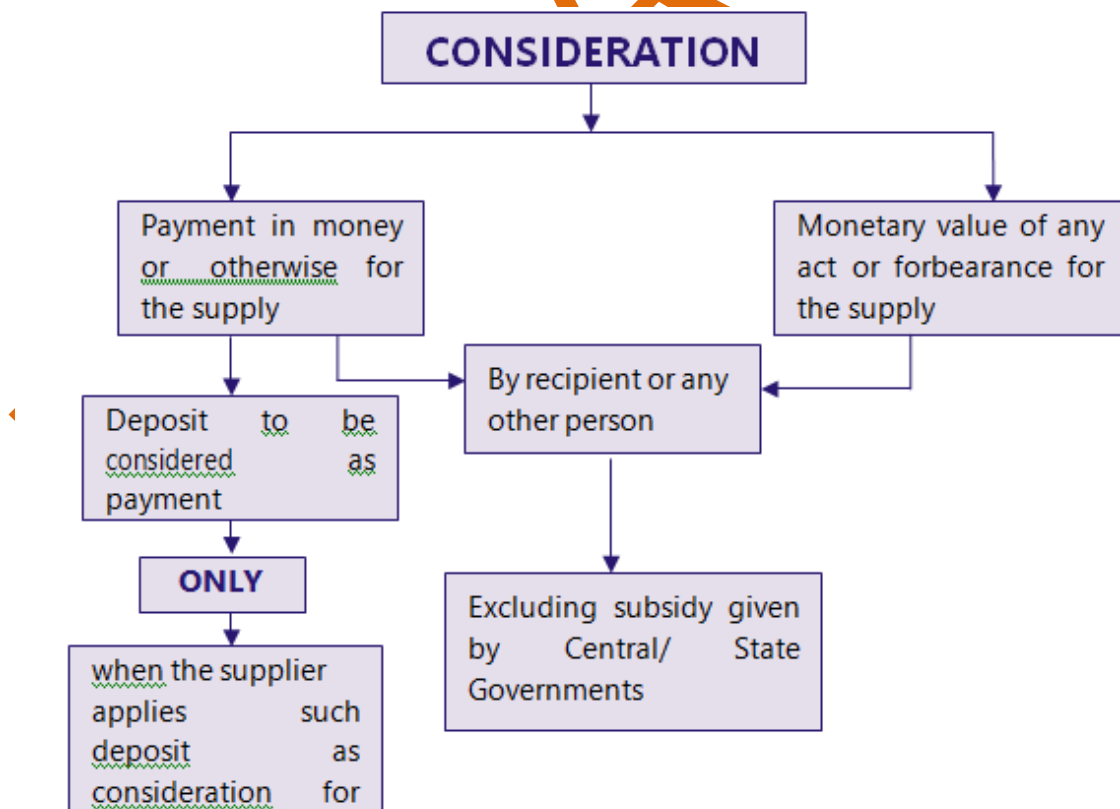 CONSIDERATION
Payment in money
or otherwise for
the supply
Monetary value of any
act or forbearance for
the supply
By recipient or any
other person
Deposit to be
considered as
payment
ONLY
Excluding subsidy given
by Central/ State
Governments
when the supplier
applies such
deposit as
consideration for